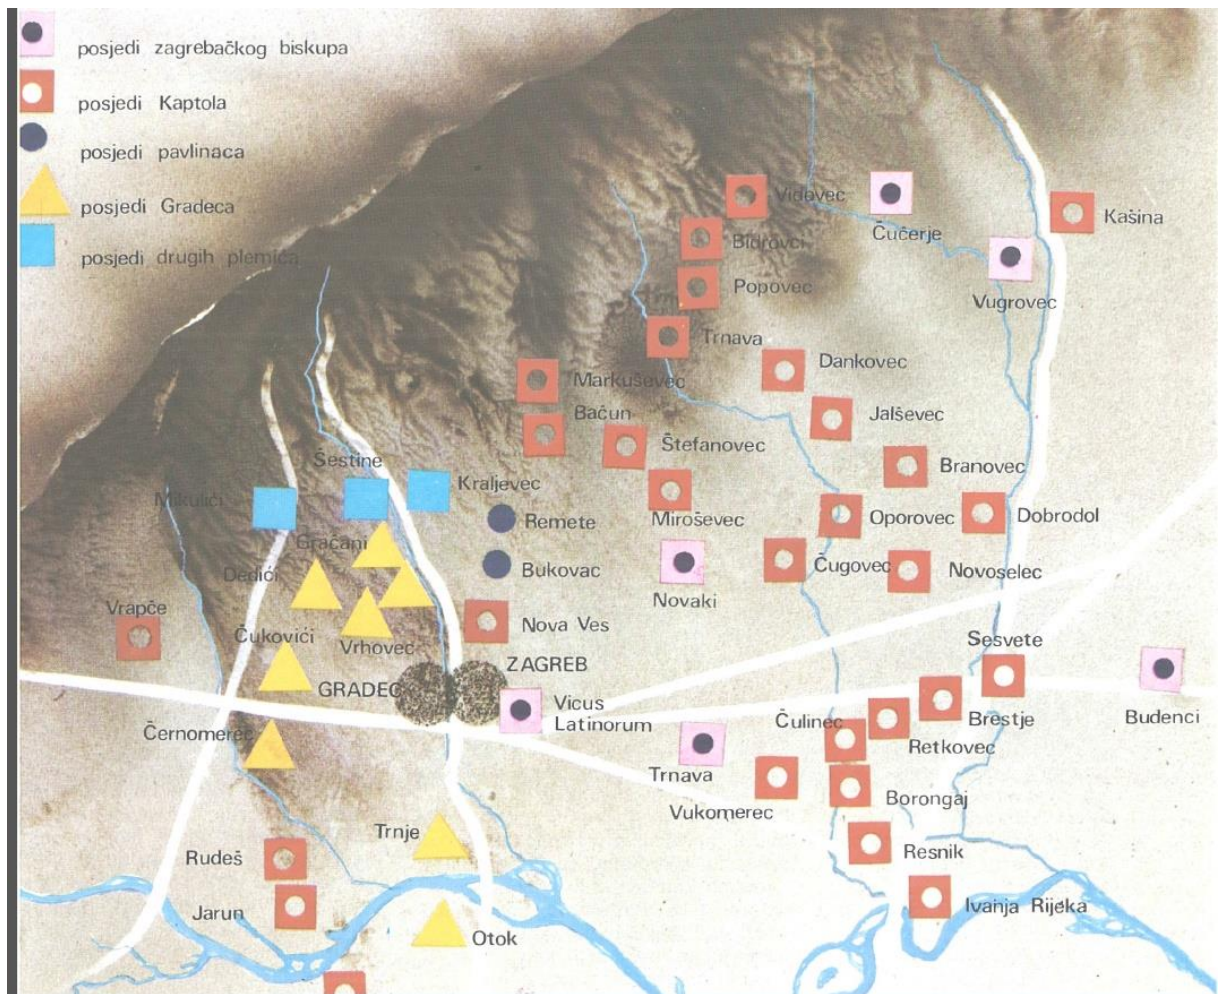 posjedi zagrebačkog biskupa
posjedi Kaptola
posjedi pavlinaca
posjedi Gradeca
posjedi drugih plemića
Vidovec
Čučerje
Kašina
Bidrovci
Vugrovec
Popovec
Trnava
Dankovec
Markuševec
Jalševec
Bačun
Štefanovec
Branovec
Šestine
Kraljevec
Mikulići
Miroševec
Oporovec
Dobrodol
Remete
Gračani
Dedići
Bukovac
Čugovec
Novoselec
Novaki
Vrapče
Čukovići
Vrhovec
Nova Ves
Sesvete
ZAGREB
GRADEC
Vicus
Latinorum
Černomerec
Čulinec
Brestje
Budenci
Retkovec
Trnava
Vukomerec
Borongaj
Trnje
Rudeš
Resnik
Jarun
Otok
Ivanja Rijeka